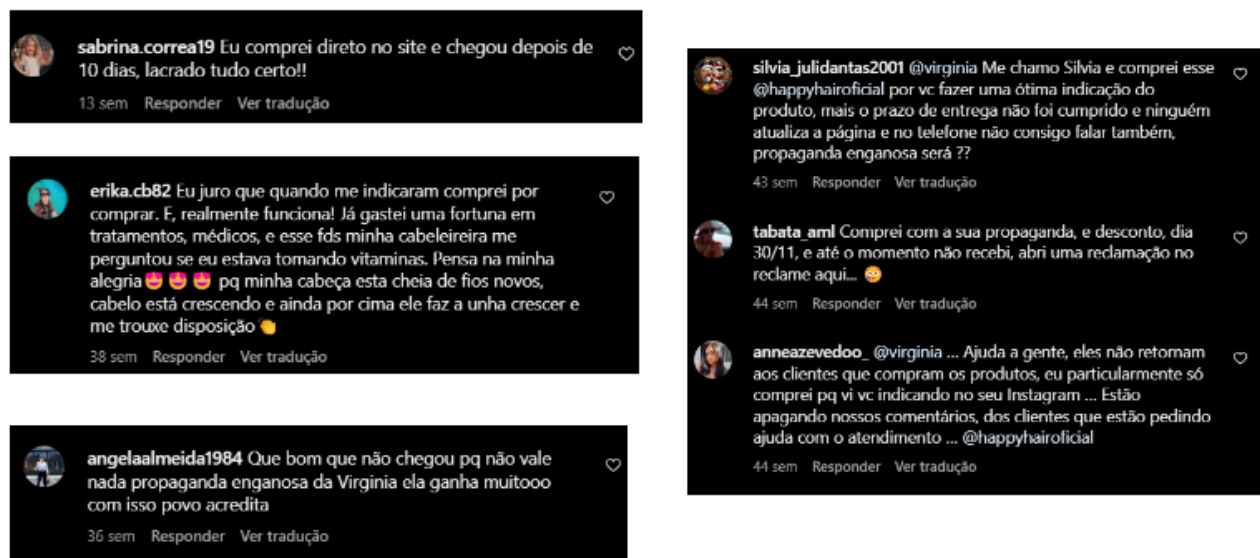 sabrina.correa19 Eu comprei direto no site e chegou depois de
10 dias, lacrado tudo certo!!
13 sem Responder Ver tradução
erika.cb82 Eu juro que quando me indicaram comprei por
comprar. E, realmente funciona! Já gastei uma fortuna em
tratamentos, médicos, e esse fds minha cabeleireira me
perguntou se eu estava tomando vitaminas. Pensa na minha
alegria😍😍😍 pq minha cabeça esta cheia de fios novos,
cabelo está crescendo e ainda por cima ele faz a unha crescer e
me trouxe disposição👏
38 sem Responder Ver tradução
angelaalmeida1984 Que bom que não chegou pq não vale
nada propaganda enganosa da Virginia ela ganha muitooo
com isso povo acredita
36 sem Responder Ver tradução
silvia_julidantas2001 @virginia Me chamo Silvia e comprei esse
@happyhairoficial por vc fazer uma ótima indicação do
produto, mais o prazo de entrega não foi cumprido e ninguém
atualiza a página e no telefone não consigo falar também,
propaganda enganosa será ??
43 sem Responder Ver tradução
tabata_aml Comprei com a sua propaganda, e desconto, dia
30/11, e até o momento não recebi, abri uma reclamação no
reclame aqui... 😳
44 sem Responder Ver tradução
anneazevedoo_ @virginia ... Ajuda a gente, eles não retornam
aos clientes que compram os produtos, eu particularmente só
comprei pq vi vc indicando no seu Instagram ... Estão
apagando nossos comentários, dos clientes que estão pedindo
ajuda com o atendimento ... @happyhairoficial
44 sem Responder Ver tradução